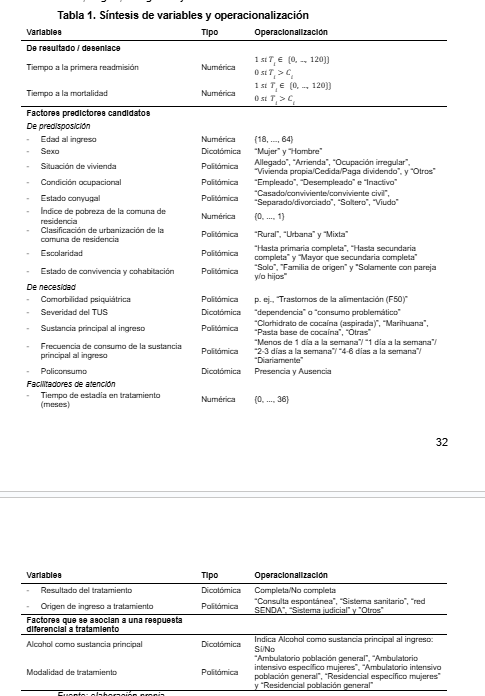 Tabla 1. Síntesis de variables y operacionalización
Variables Tipo Operacionalización
De resultado / desenlace
Tiempo a la primera readmisión Numérica 1 si T_i ∈ {0, ..., 120}]
0 si T_i > C_i
Tiempo a la mortalidad Numérica 1 si T_i ∈ {0, ..., 120}]
0 si T_i > C_i
Factores predictores candidatos
De predisposición
- Edad al ingreso Numérica {18, ..., 64}
- Sexo Dicotómica "Mujer" y "Hombre"
- Situación de vivienda Politómica Allegado", "Arrienda", "Ocupación irregular",
"Vivienda propia/Cedida/Paga dividendo", y "Otros"
- Condición ocupacional Politómica "Empleado", "Desempleado" e "Inactivo"
- Estado conyugal Politómica "Casado/conviviente/conviviente civil",
"Separado/divorciado", "Soltero", "Viudo"
- Índice de pobreza de la comuna de
residencia Numérica {0, ..., 1}
- Clasificación de urbanización de la
comuna de residencia Politómica "Rural", "Urbana" y "Mixta"
- Escolaridad Politómica "Hasta primaria completa", "Hasta secundaria
completa" y "Mayor que secundaria completa"
- Estado de convivencia y cohabitación Politómica "Solo", "Familia de origen" y "Solamente con pareja
y/o hijos"
De necesidad
- Comorbilidad psiquiátrica Politómica p. ej., "Trastornos de la alimentación (F50)"
- Severidad del TUS Dicotómica "dependencia" o "consumo problemático"
- Sustancia principal al ingreso Politómica "Clorhidrato de cocaína (aspirada)", "Marihuana",
"Pasta base de cocaína", "Otras"
- Frecuencia de consumo de la sustancia
principal al ingreso Politómica "Menos de 1 día a la semana"/ "1 día a la semana"/
"2-3 días a la semana"/ "4-6 días a la semana"/
"Diariamente"
- Policonsumo Dicotómica Presencia y Ausencia
Facilitadores de atención
- Tiempo de estadía en tratamiento
(meses) Numérica {0, ..., 36}
32
Variables Tipo Operacionalización
- Resultado del tratamiento Dicotómica Completa/No completa
- Origen de ingreso a tratamiento Politómica "Consulta espontánea", "Sistema sanitario", "red
SENDA", "Sistema judicial" y "Otros"
Factores que se asocian a una respuesta
diferencial a tratamiento
Alcohol como sustancia principal Dicotómica Indica Alcohol como sustancia principal al ingreso:
Sí/No
Modalidad de tratamiento Politómica "Ambulatorio población general", "Ambulatorio
intensivo específico mujeres", "Ambulatorio intensivo
población general", "Residencial específico mujeres"
y "Residencial población general"
Fuente: elaboración propia